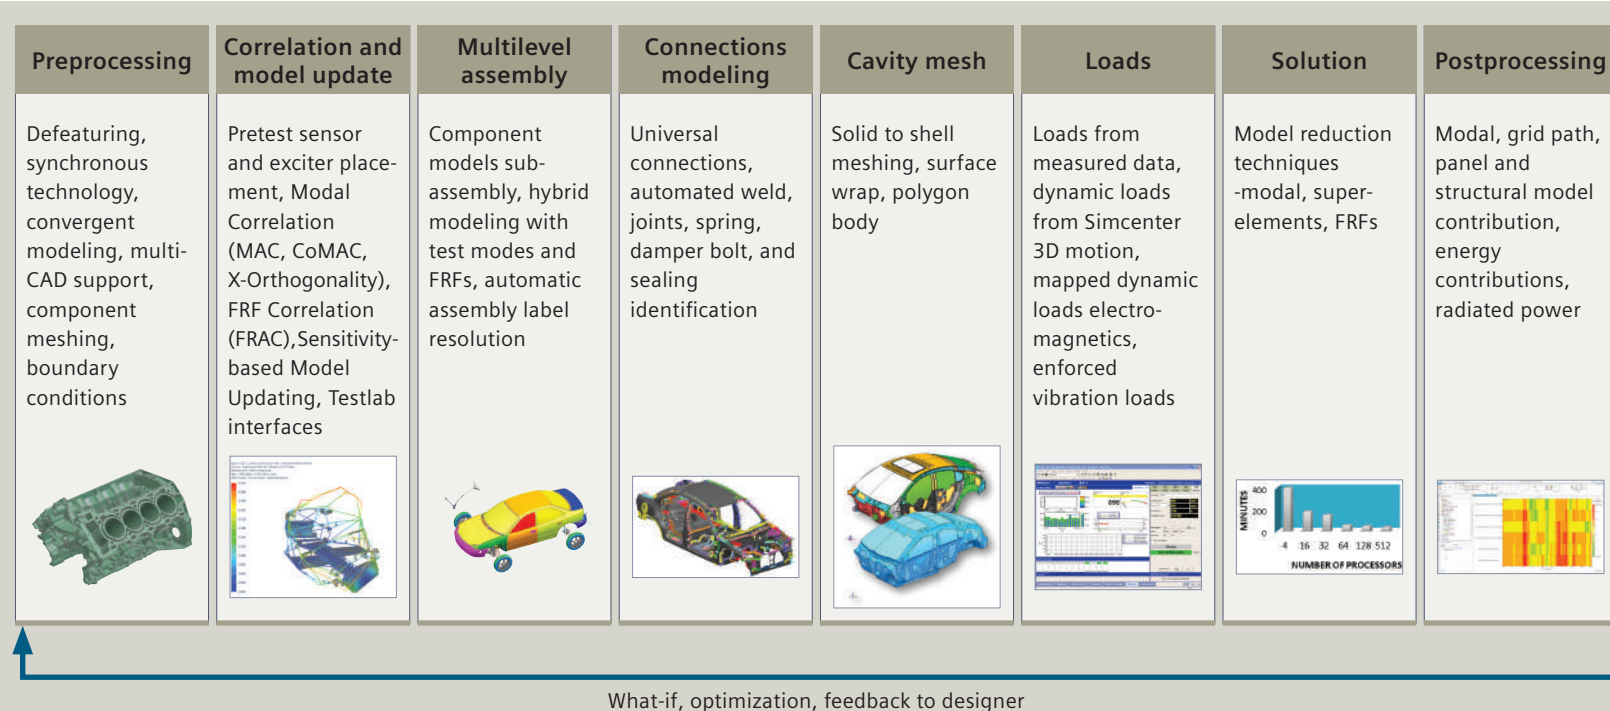 Preprocessing
Defeaturing,
synchronous
technology,
convergent
modeling, multi-
CAD support,
component
meshing,
boundary
conditions
Correlation and
model update
Pretest sensor
and exciter place-
ment, Modal
Correlation
(MAC, CoMAC,
X-Orthogonality),
FRF Correlation
(FRAC),Sensitivity-
based Model
Updating, Testlab
interfaces
Multilevel
assembly
Component
models sub-
assembly, hybrid
modeling with
test modes and
FRFs, automatic
assembly label
resolution
Connections
modeling
Universal
connections,
automated weld,
joints, spring,
damper bolt, and
sealing
identification
Cavity mesh
Solid to shell
meshing, surface
wrap, polygon
body
Loads
Loads from
measured data,
dynamic loads
from Simcenter
3D motion,
mapped dynamic
loads electro-
magnetics,
enforced
vibration loads
Solution
Model reduction
techniques
-modal, super-
elements, FRFs
MINUTES
400
200
0
4 16 32 64 128 512
NUMBER OF PROCESSORS
Postprocessing
Modal, grid path,
panel and
structural model
contribution,
energy
contributions,
radiated power
What-if, optimization, feedback to designer